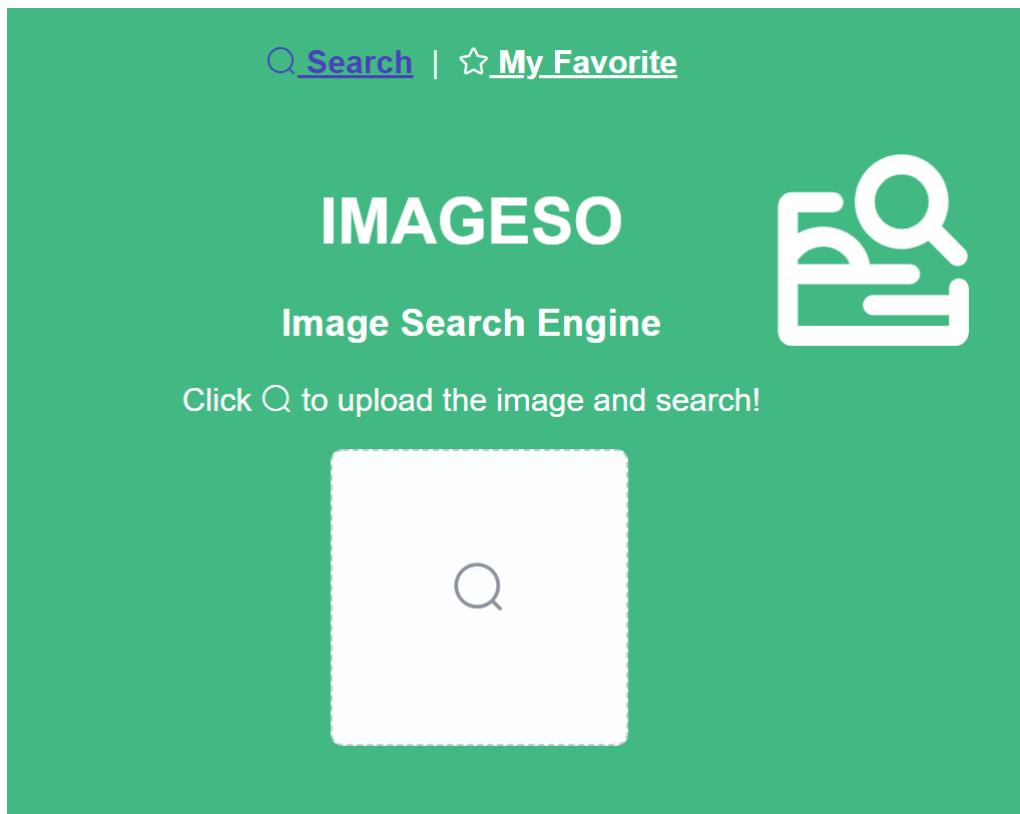 Search | My Favorite
IMAGESO
Image Search Engine
Click to upload the image and search!